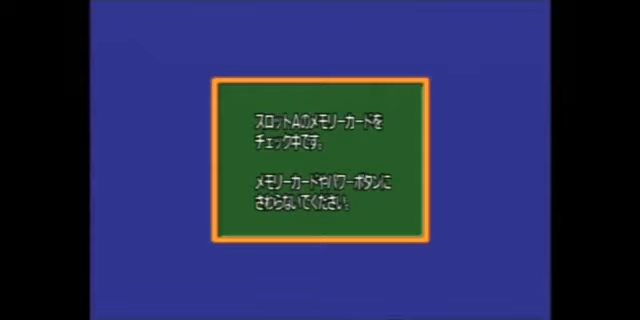 スロットAのメモリーカードを
チェック中です。
メモリーカードやパワーボタンに
さわらないでください。